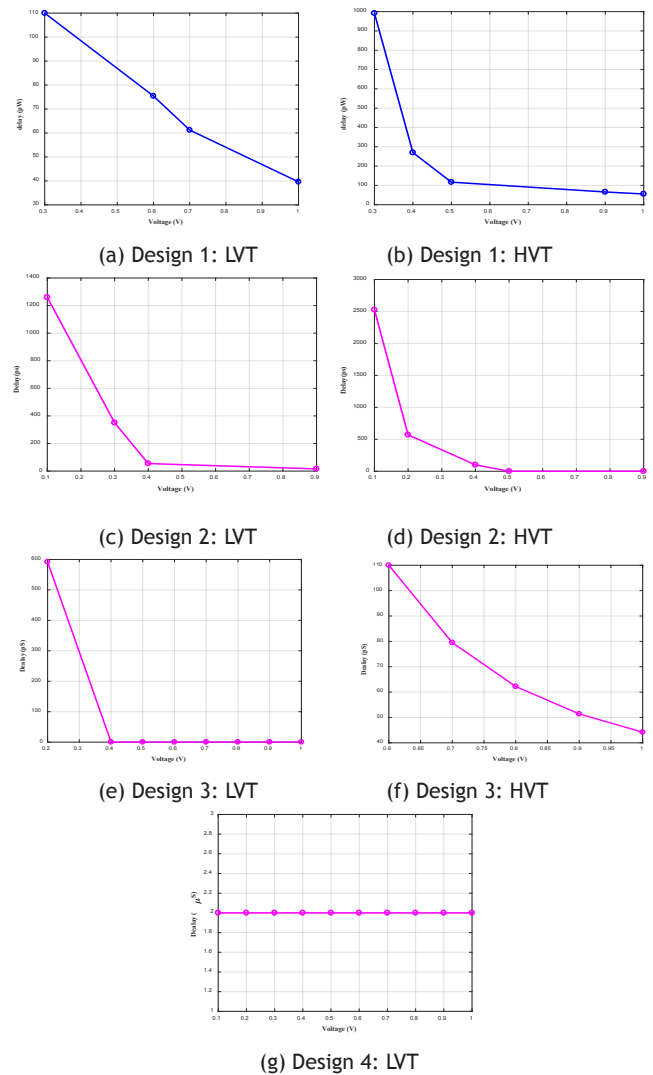 110
100
90
80
70
60
50
40
30
delay (pW)
0.3 0.4 0.5 0.6 0.7 0.8 0.9 1
Voltage (V)
(a) Design 1: LVT
1000
900
800
700
600
500
400
300
200
100
0
delay (pW)
0.3 0.4 0.5 0.6 0.7 0.8 0.9 1
Voltage (V)
(b) Design 1: HVT
1400
1200
1000
800
600
400
200
0
Delay(ps)
0.1 0.2 0.3 0.4 0.5 0.6 0.7 0.8 0.9
Voltage (V)
(c) Design 2: LVT
3000
2500
2000
1500
1000
500
0
Delay(ps)
0.1 0.2 0.3 0.4 0.5 0.6 0.7 0.8 0.9
Voltage (V)
(d) Design 2: HVT
600
500
400
300
200
100
0
Dealay (pS)
0.2 0.3 0.4 0.5 0.6 0.7 0.8 0.9 1
Voltage (V)
(e) Design 3: LVT
110
100
90
80
70
60
50
40
(pS)
0.6 0.65 0.7 0.75 0.8 0.85 0.9 0.95 1
Voltage (V)
(f) Design 3: HVT
3
2.8
2.6
2.4
2.2
2
1.8
1.6
1.4
1.2
1
Dealay ( μS)
0.1 0.2 0.3 0.4 0.5 0.6 0.7 0.8 0.9 1
Voltage (V)
(g) Design 4: LVT